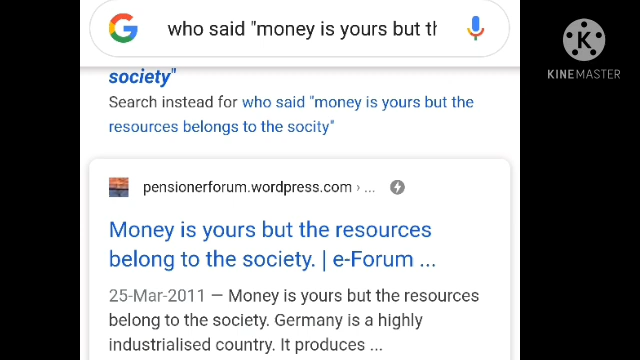 who said "money is yours but th
KINEMASTER
society"
Search instead for who said "money is yours but the
resources belongs to the socity"
pensionerforum.wordpress.com › ...
Money is yours but the resources
belong to the society. | e-Forum ...
25-Mar-2011 — Money is yours but the resources
belong to the society. Germany is a highly
industrialised country. It produces ...